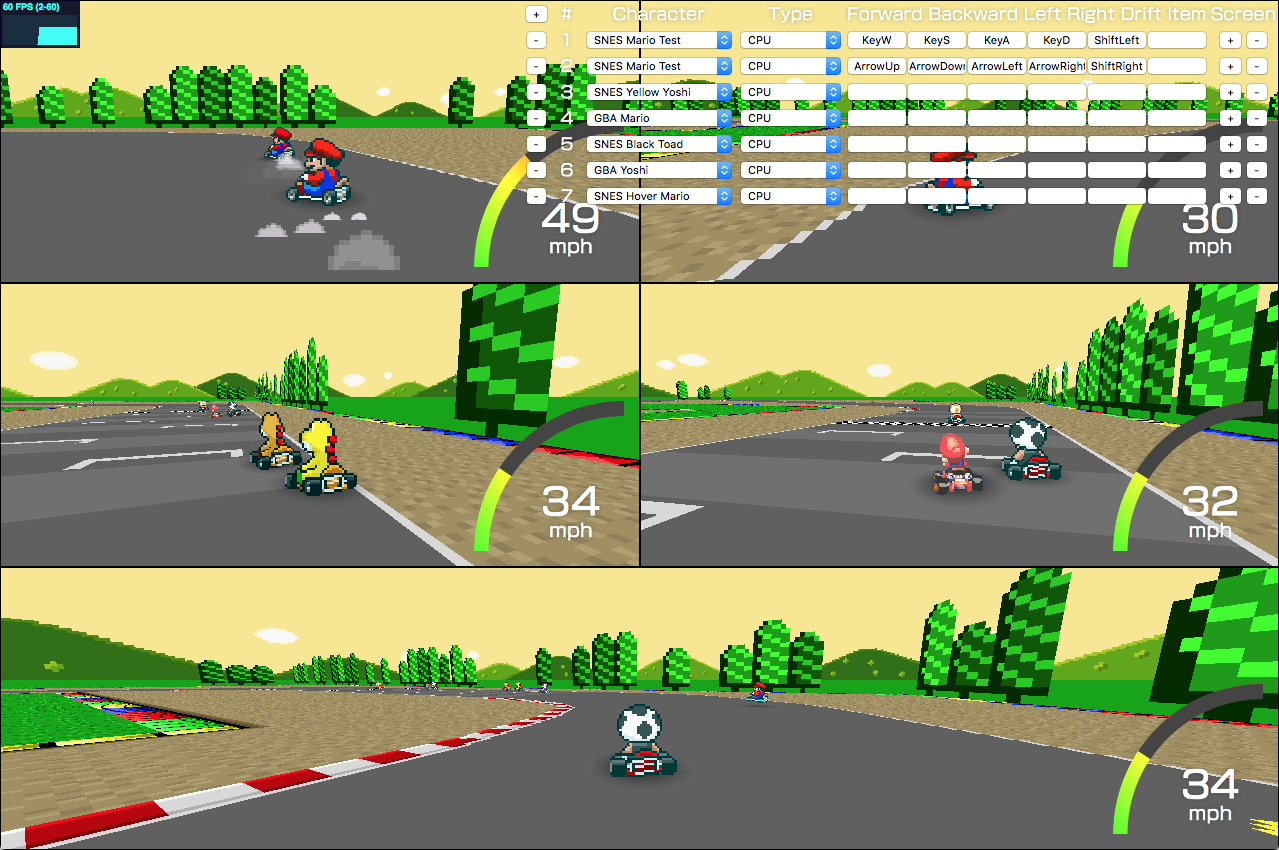 60 FPS (2-60)
+ # Character Type Forward Backward Left Right Drift Item Screen
- 1 SNES Mario Test CPU KeyW KeyS KeyA KeyD ShiftLeft + -
- 2 SNES Mario Test CPU ArrowUp ArrowDown ArrowLeft ArrowRight ShiftRight + -
- 3 SNES Yellow Yoshi CPU + -
- 4 GBA Mario CPU + -
- 5 SNES Black Toad CPU + -
- 6 GBA Yoshi CPU + -
- 7 SNES Hover Mario CPU + -
49 30
mph mph
34 32
mph mph
34
mph